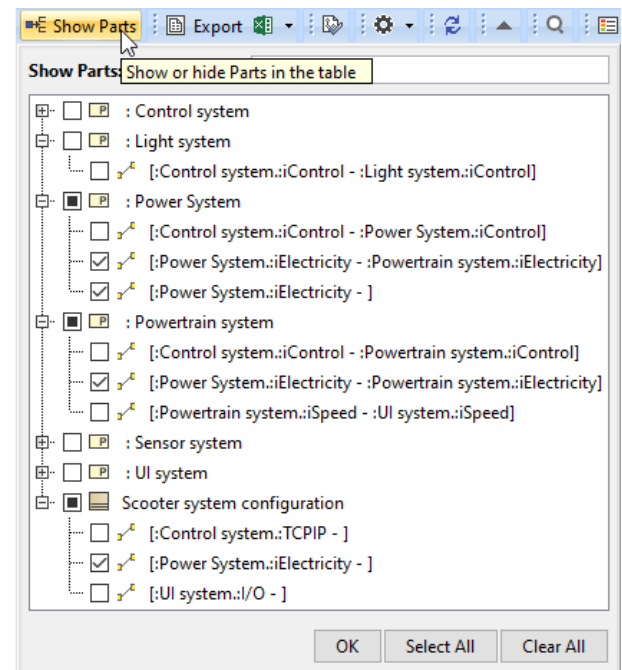 Show Parts Export
Show Parts:
Show or hide Parts in the table
P : Control system
P : Light system
[:Control system.:iControl - :Light system.:iControl]
P : Power System
[:Control system.:iControl - :Power System.:iControl]
[:Power System.:iElectricity - :Powertrain system.:iElectricity]
[:Power System.:iElectricity - ]
P : Powertrain system
[:Control system.:iControl - :Powertrain system.:iControl]
[:Power System.:iElectricity - :Powertrain system.:iElectricity]
[:Powertrain system.:iSpeed - :UI system.:iSpeed]
P : Sensor system
P : UI system
Scooter system configuration
[:Control system.:TCPIP - ]
[:Power System.:iElectricity - ]
[:UI system.:I/O - ]
OK Select All Clear All